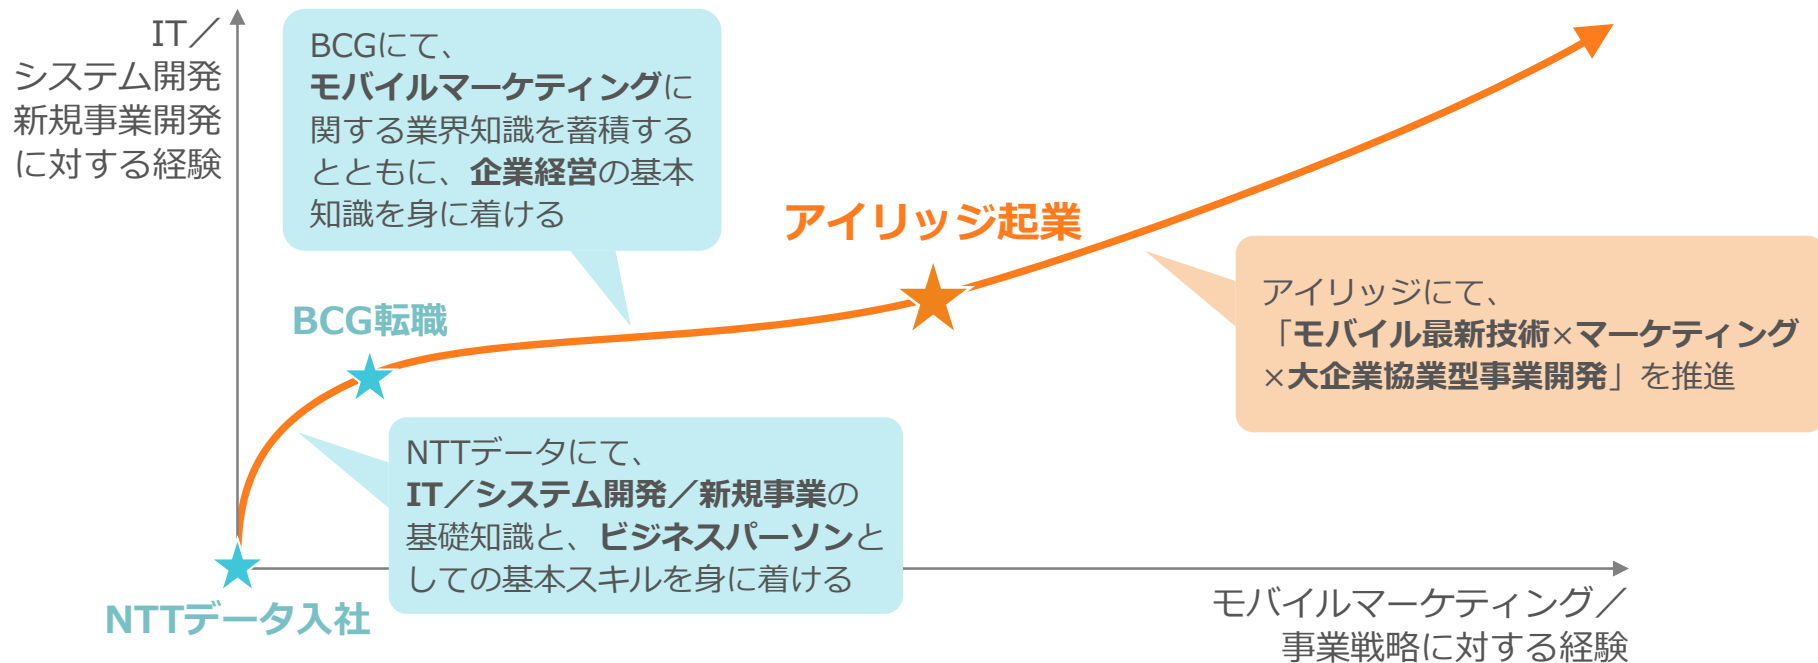 IT／
システム開発
新規事業開発
に対する経験
BCGにて、
モバイルマーケティングに
関する業界知識を蓄積する
とともに、企業経営の基本
知識を身に着ける
アイリッジ起業
BCG転職
アイリッジにて、
「モバイル最新技術×マーケティング
×大企業協業型事業開発」を推進
NTTデータにて、
IT／システム開発／新規事業の
基礎知識と、ビジネスパーソンと
しての基本スキルを身に着ける
NTTデータ入社
モバイルマーケティング／
事業戦略に対する経験